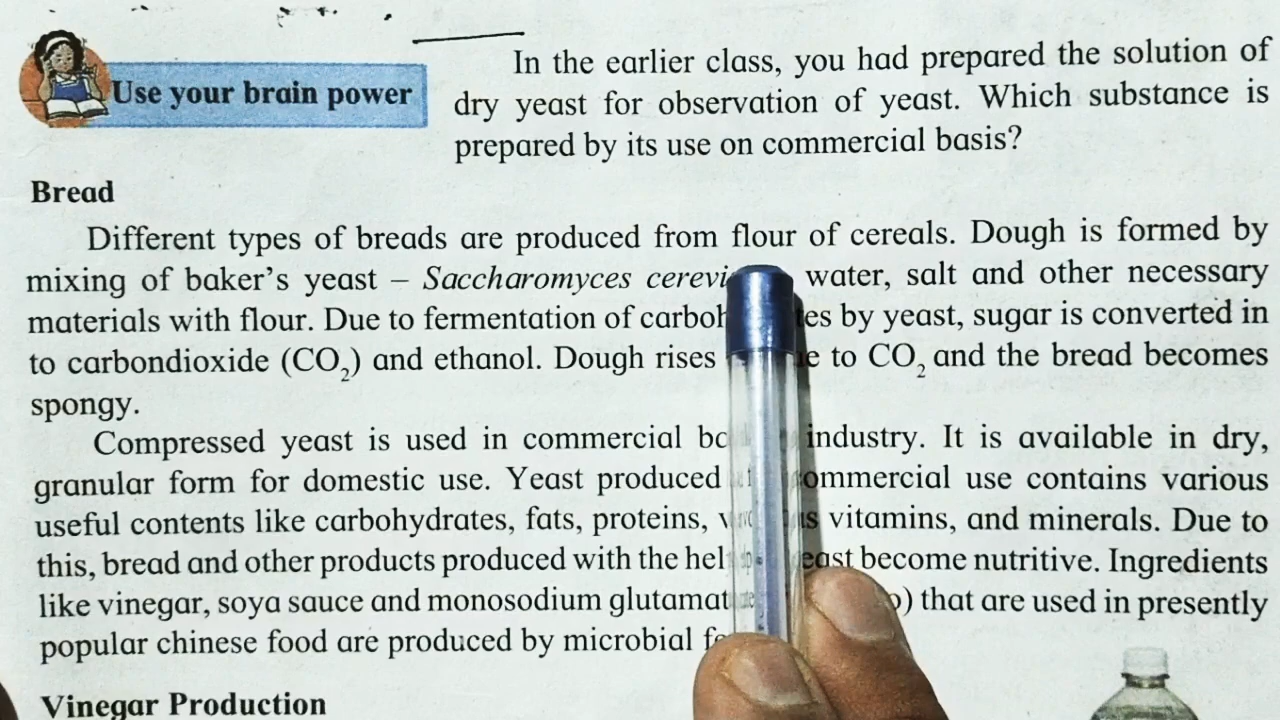 Use your brain power
In the earlier class, you had prepared the solution of
dry yeast for observation of yeast. Which substance is
prepared by its use on commercial basis?
Bread
Different types of breads are produced from flour of cereals. Dough is formed by
mixing of baker's yeast – Saccharomyces water, salt and other necessary
materials with flour. Due to fermentation of by yeast, sugar is converted in
to carbondioxide (CO₂) and ethanol. Dough rises to CO₂ and the bread becomes
spongy.
Compressed yeast is used in commercial industry. It is available in dry,
granular form for domestic use. Yeast produced commercial use contains various
useful contents like carbohydrates, fats, proteins, vitamins, and minerals. Due to
this, bread and other products produced with the become nutritive. Ingredients
like vinegar, soya sauce and monosodium that are used in presently
popular chinese food are produced by microbial
Vinegar Production